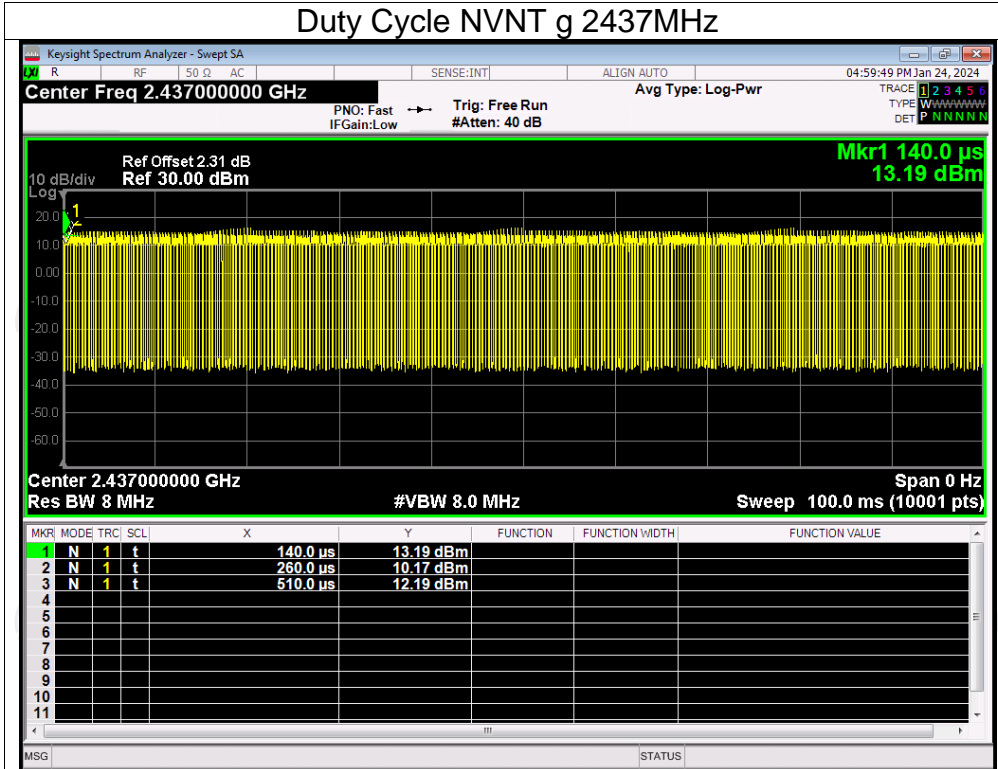 Duty Cycle NVNT g 2437MHz
Keysight Spectrum Analyzer - Swept SA
LXI R RF 50 Ω AC SENSE:INT ALIGN AUTO 04:59:49 PM Jan 24, 2024
Center Freq 2.437000000 GHz Avg Type: Log-Pwr TRACE 1 2 3 4 5 6
PNO: Fast Trig: Free Run TYPE WWWWWW
IFGain:Low #Atten: 40 dB DET P N N N N N
Mkr1 140.0 µs
Ref Offset 2.31 dB
10 dB/div Ref 30.00 dBm 13.19 dBm
Log
1
20.0
10.0
0.00
-10.0
-20.0
-30.0
-40.0
-50.0
-60.0
Center 2.437000000 GHz Span 0 Hz
Res BW 8 MHz #VBW 8.0 MHz Sweep 100.0 ms (10001 pts)
MKR MODE TRC SCL X Y FUNCTION FUNCTION WIDTH FUNCTION VALUE
1 N 1 t 140.0 µs 13.19 dBm
2 N 1 t 260.0 µs 10.17 dBm
3 N 1 t 510.0 µs 12.19 dBm
4
5
6
7
8
9
10
11
MSG STATUS